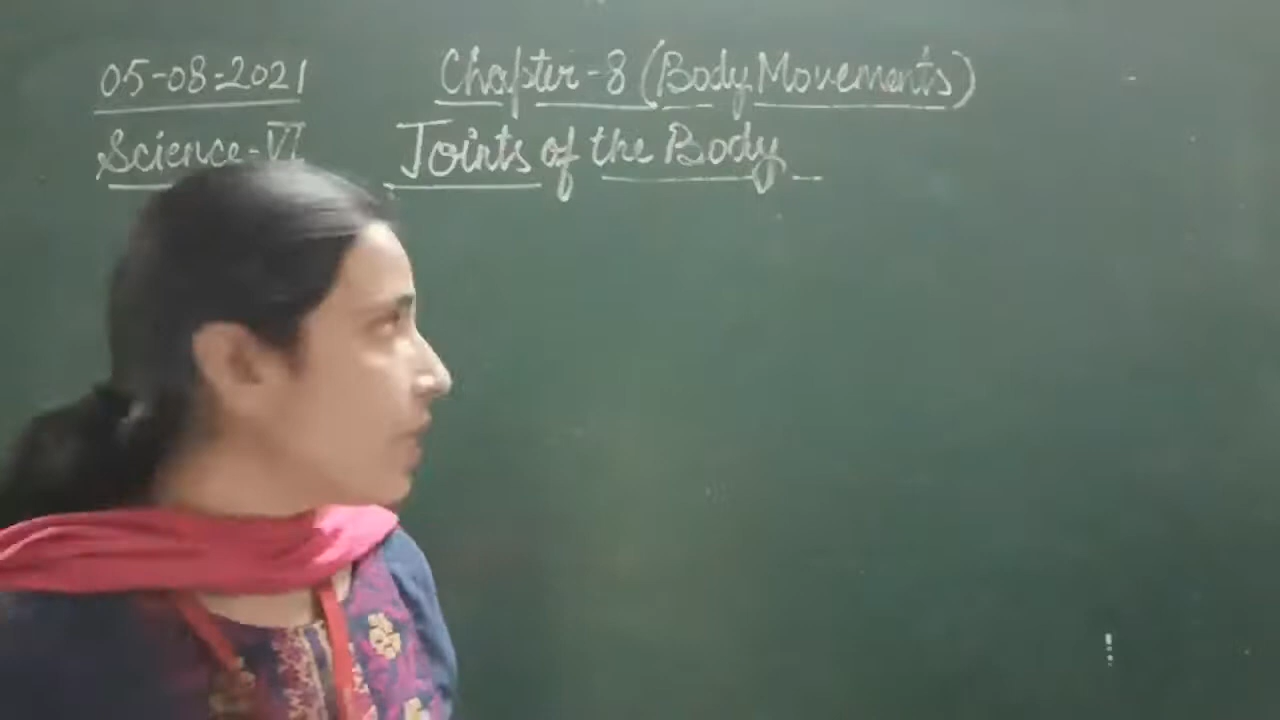 05-08-2021
Chapter-8 (Body Movements)
Science-VI
Joints of the Body